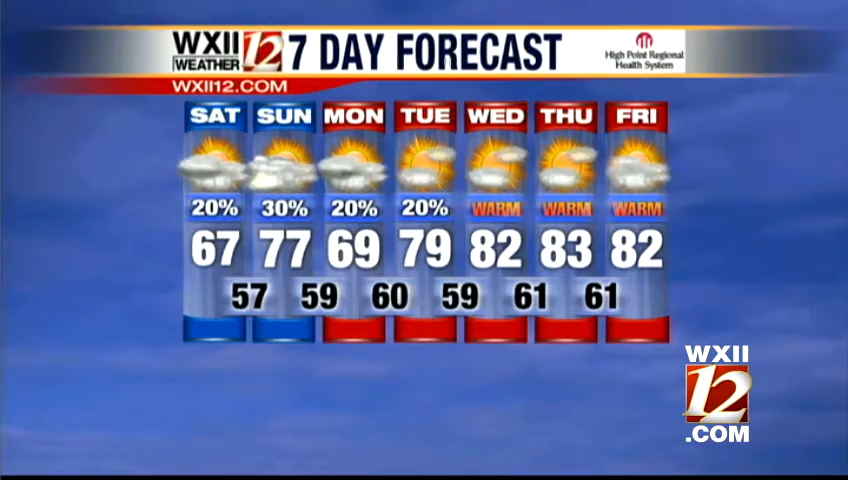 WXII 12 7 DAY FORECAST
WEATHER
High Point Regional
Health System
WXII12.COM
SAT SUN MON TUE WED THU FRI
20% 30% 20% 20% WARM WARM WARM
67 77 69 79 82 83 82
57 59 60 59 61 61
WXII
12
.COM